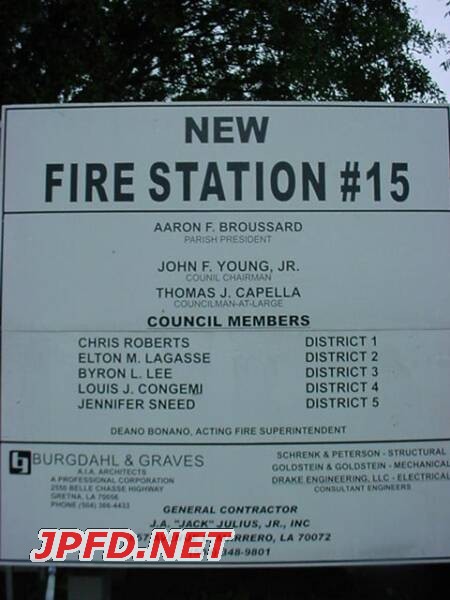 NEW
FIRE STATION #15
AARON F. BROUSSARD
PARISH PRESIDENT
JOHN F. YOUNG, JR.
COUNIL CHAIRMAN
THOMAS J. CAPELLA
COUNCILMAN-AT-LARGE
COUNCIL MEMBERS
CHRIS ROBERTS DISTRICT 1
ELTON M. LAGASSE DISTRICT 2
BYRON L. LEE DISTRICT 3
LOUIS J. CONGEMI DISTRICT 4
JENNIFER SNEED DISTRICT 5
DEANO BONANO, ACTING FIRE SUPERINTENDENT
BURGDAHL & GRAVES
A.I.A. ARCHITECTS
A PROFESSIONAL CORPORATION
2550 BELLE CHASSE HIGHWAY
GRETNA, LA 70056
PHONE (504) 366-4433
SCHRENK & PETERSON - STRUCTURAL
GOLDSTEIN & GOLDSTEIN - MECHANICAL
DRAKE ENGINEERING, LLC - ELECTRICAL
CONSULTANT ENGINEERS
GENERAL CONTRACTOR
J.A. "JACK" JULIUS, JR., INC
LA 70072
348-9801
JPFD.NET